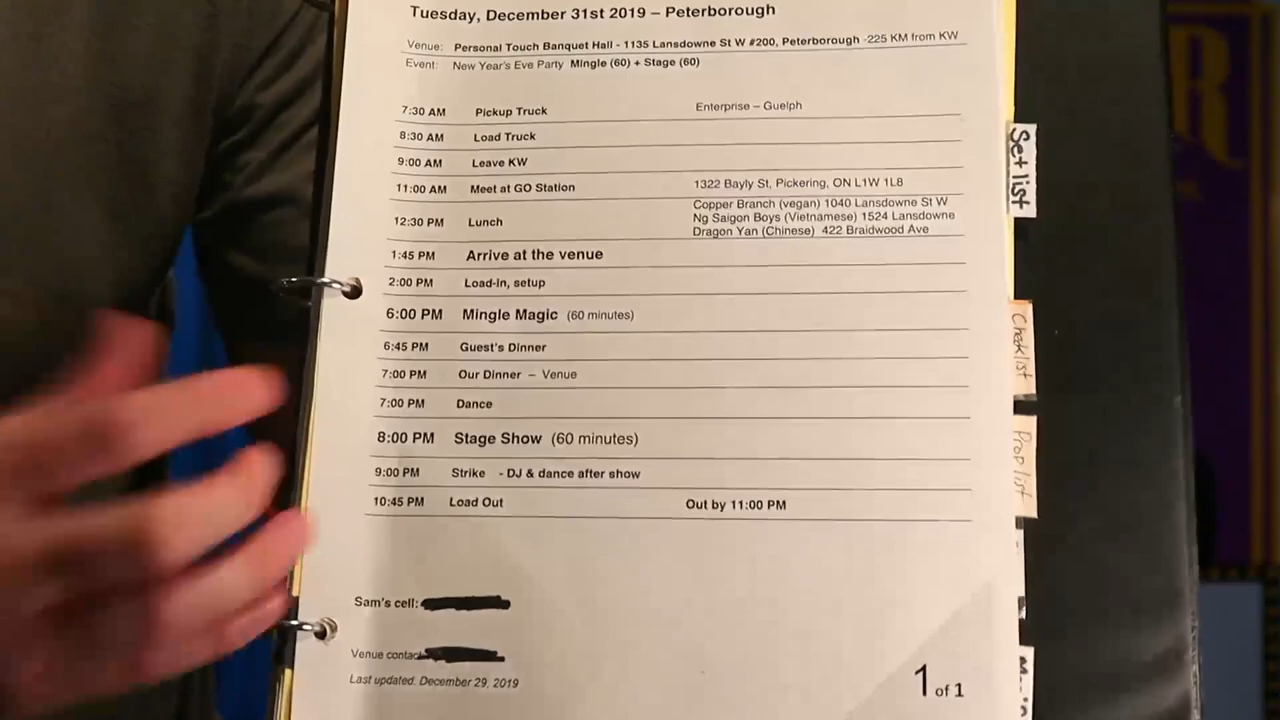 Tuesday, December 31st 2019 – Peterborough
Venue: Personal Touch Banquet Hall - 1135 Lansdowne St W #200, Peterborough -225 KM from KW
Event: New Year's Eve Party Mingle (60) + Stage (60)
7:30 AM Pickup Truck Enterprise – Guelph
8:30 AM Load Truck
9:00 AM Leave KW
11:00 AM Meet at GO Station 1322 Bayly St, Pickering, ON L1W 1L8
12:30 PM Lunch Copper Branch (vegan) 1040 Lansdowne St W
Ng Saigon Boys (Vietnamese) 1524 Lansdowne
Dragon Yan (Chinese) 422 Braidwood Ave
1:45 PM Arrive at the venue
2:00 PM Load-in, setup
6:00 PM Mingle Magic (60 minutes)
6:45 PM Guest's Dinner
7:00 PM Our Dinner – Venue
7:00 PM Dance
8:00 PM Stage Show (60 minutes)
9:00 PM Strike - DJ & dance after show
10:45 PM Load Out Out by 11:00 PM
Sam's cell:
Venue contac
Last updated: December 29, 2019
1 of 1
Set list
Checklist
Prop list
R